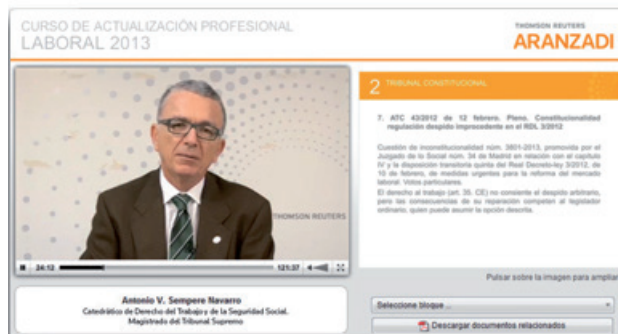 CURSO DE ACTUALIZACIÓN PROFESIONAL
LABORAL 2013
THOMSON REUTERS
ARANZADI
2 TRIBUNAL CONSTITUCIONAL
7. ATC 43/2012 de 12 febrero. Pleno. Constitucionalidad
regulación despido improcedente en el RDL 3/2012
Cuestión de inconstitucionalidad núm. 3801-2013, promovida por el
Juzgado de lo Social núm. 34 de Madrid en relación con el capítulo
IV y la disposición transitoria quinta del Real Decreto-ley 3/2012, de
10 de febrero, de medidas urgentes para la reforma del mercado
laboral. Votos particulares.
El derecho al trabajo (art. 35. CE) no consiente el despido arbitrario,
pero las consecuencias de su reparación competen al legislador
ordinario, quien puede asumir la opción descrita.
THOMSON REUTERS
24:12
121:37
Pulsar sobre la imagen para ampliar
Antonio V. Sempere Navarro
Catedrático de Derecho del Trabajo y de la Seguridad Social.
Magistrado del Tribunal Supremo
Seleccione bloque ...
Descargar documentos relacionados